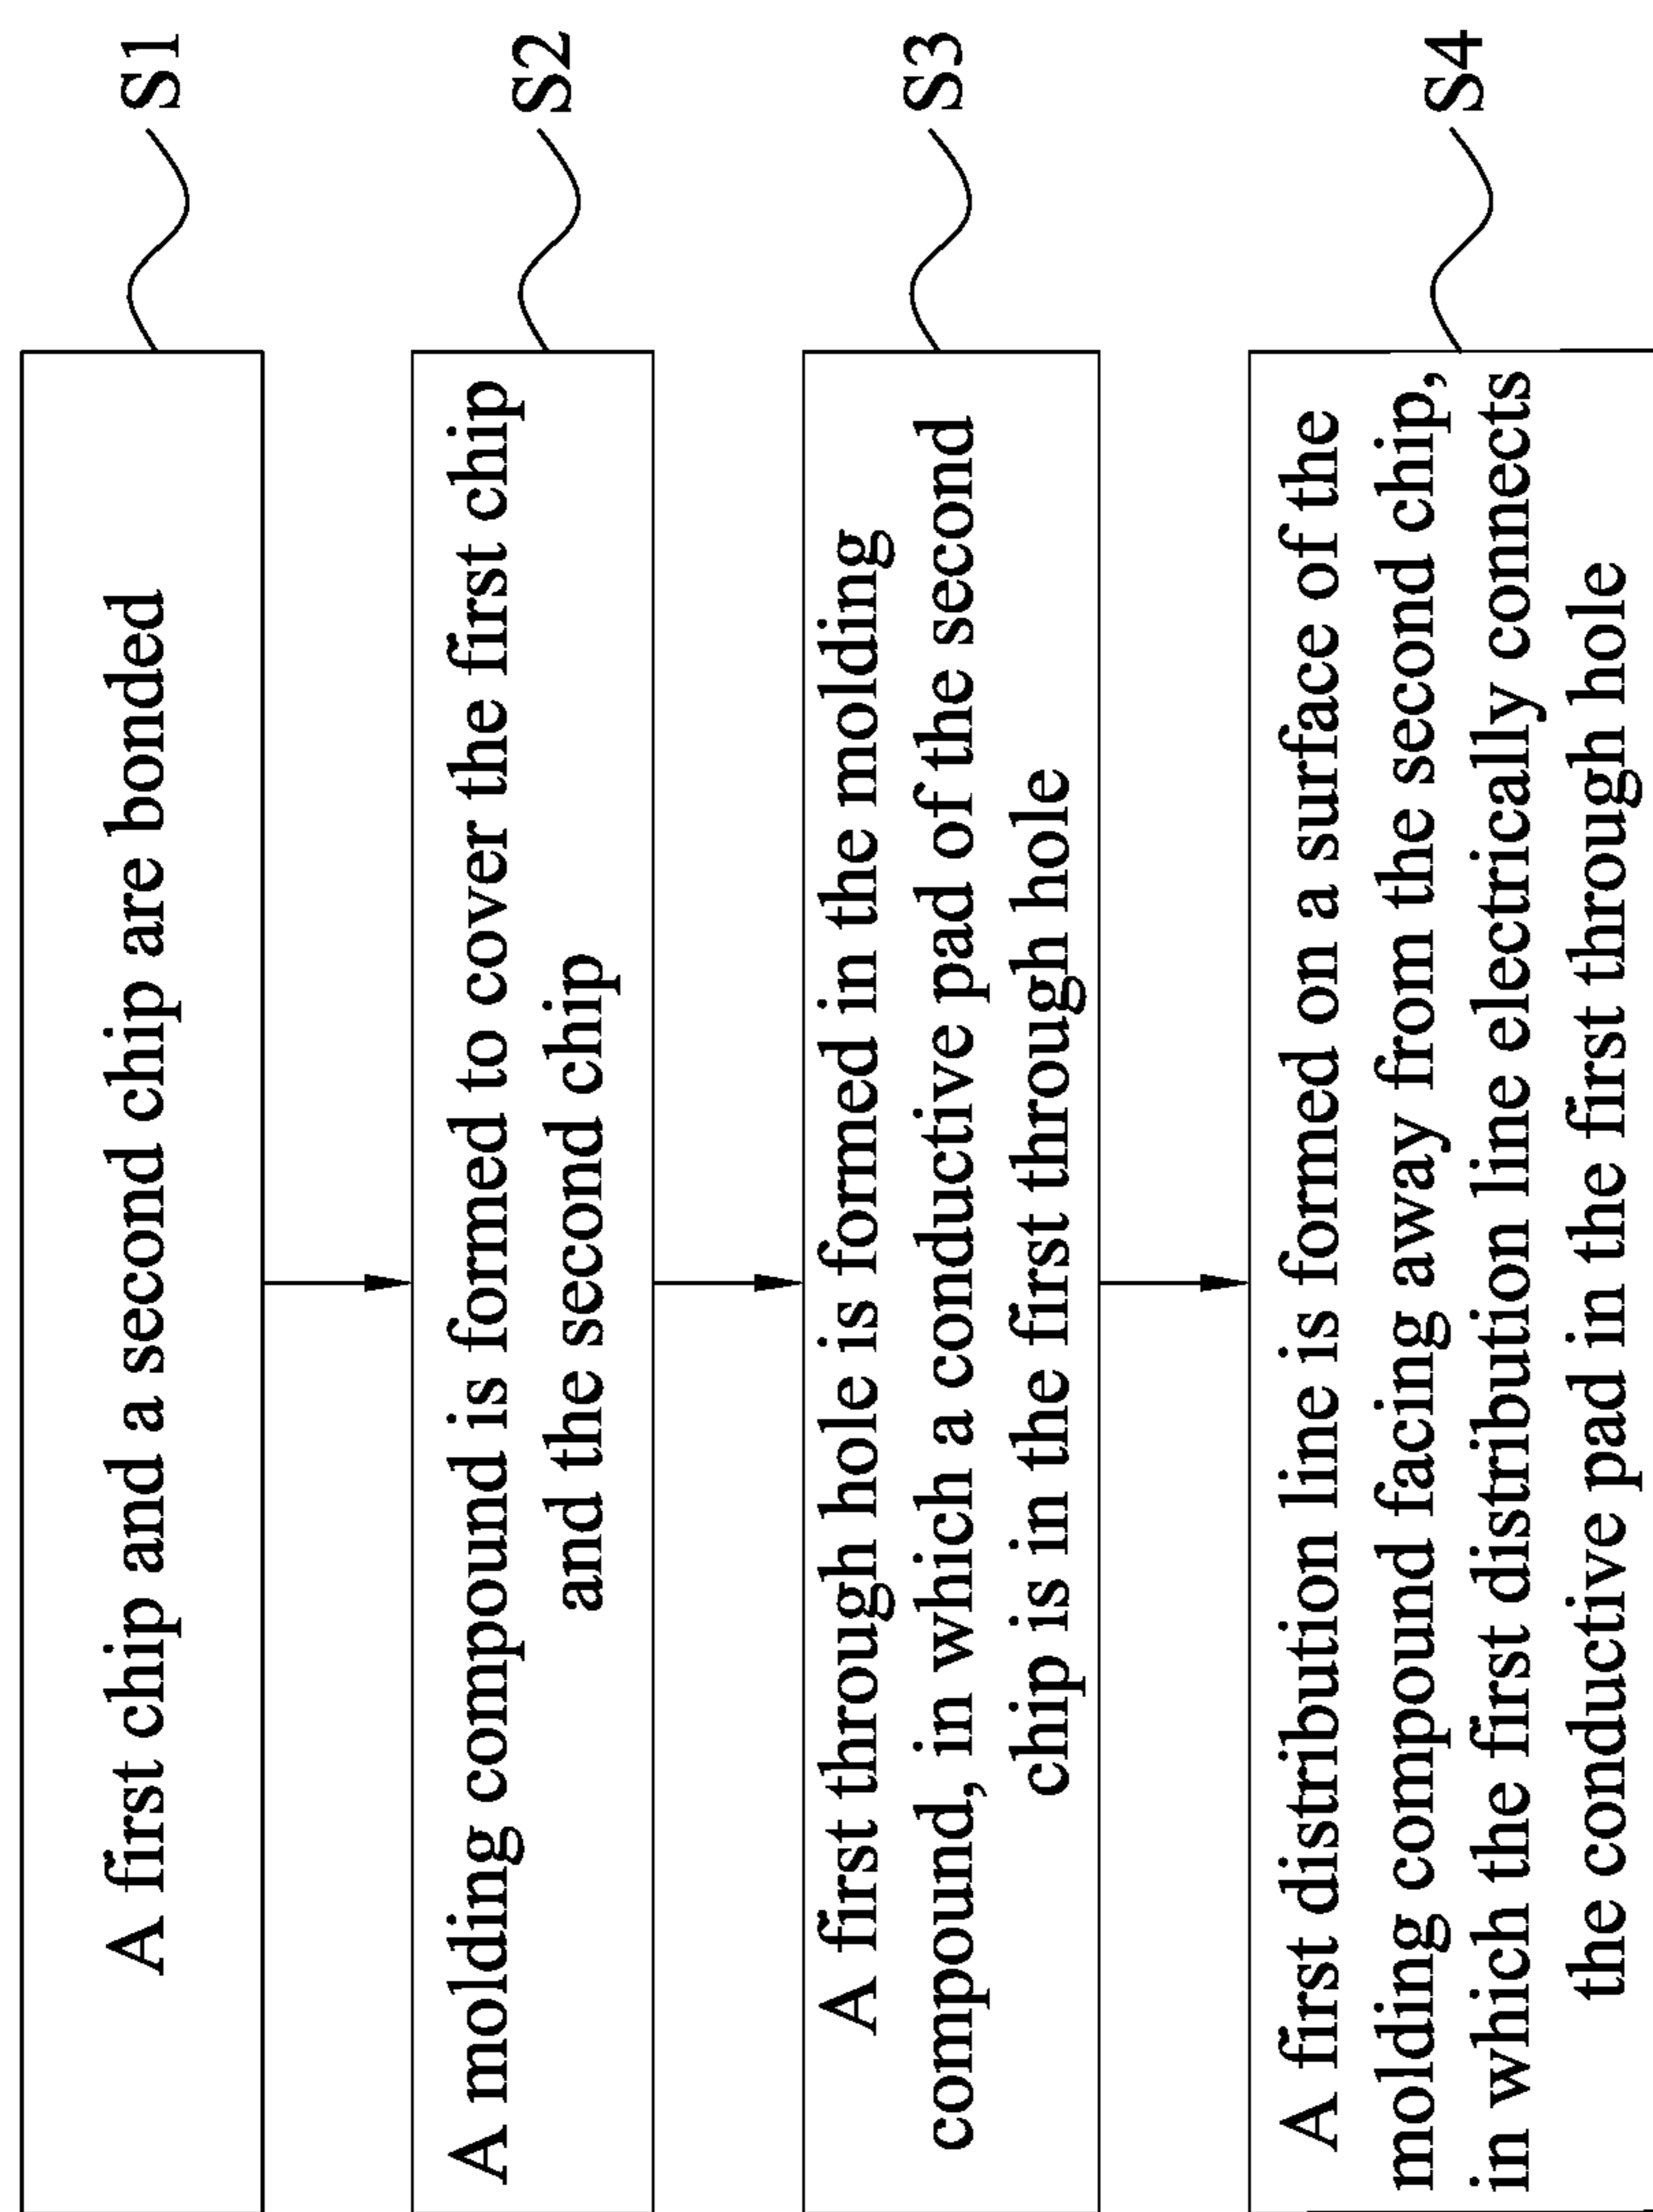 A first chip and a second chip are bonded
S1
A molding compound is formed to cover the first chip
and the second chip
S2
A first through hole is formed in the molding
compound, in which a conductive pad of the second
chip is in the first through hole
S3
A first distribution line is formed on a surface of the
molding compound facing away from the second chip,
in which the first distribution line electrically connects
the conductive pad in the first through hole
S4